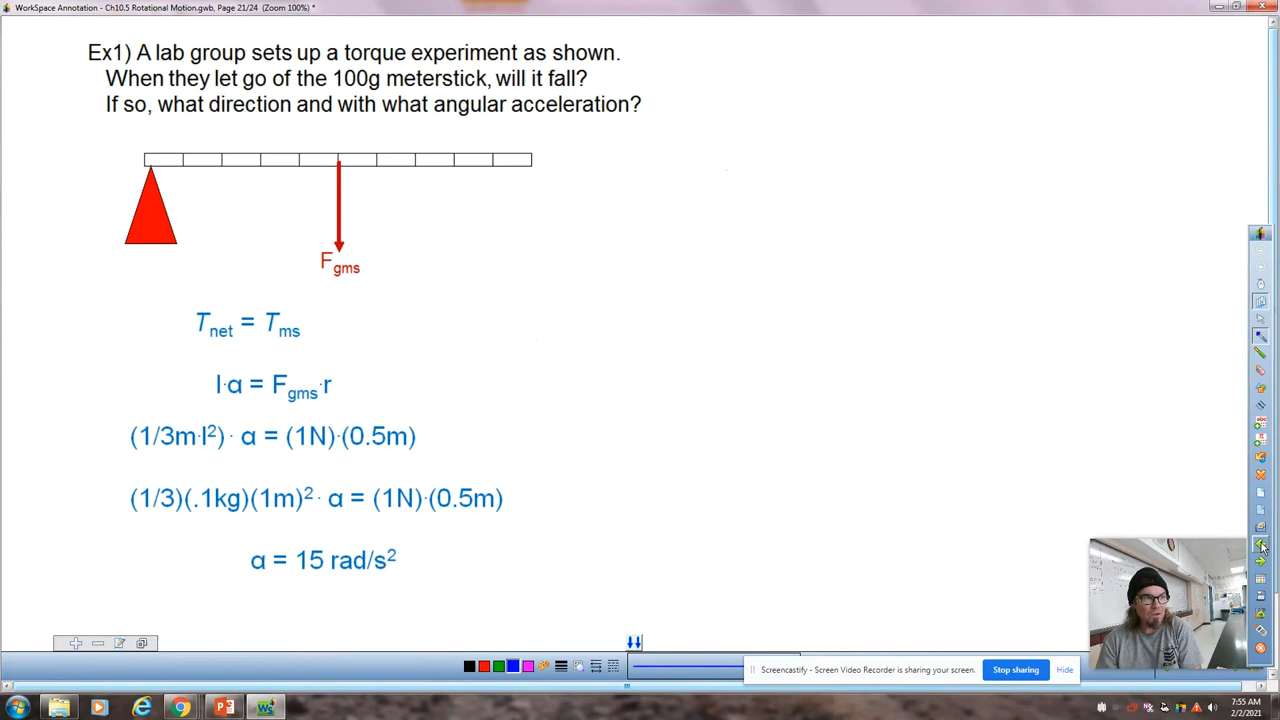 WorkSpace Annotation - Ch10.5 Rotational Motion.gwb, Page 21/24 (Zoom 100%) *
Ex1) A lab group sets up a torque experiment as shown.
When they let go of the 100g meterstick, will it fall?
If so, what direction and with what angular acceleration?
Fgms
Tnet = Tms
I·α = Fgms·r
(1/3m·l²) · α = (1N)·(0.5m)
(1/3)(.1kg)(1m)² · α = (1N)·(0.5m)
α = 15 rad/s²
Screencastify - Screen Video Recorder is sharing your screen.
Stop sharing
Hide
7:55 AM
2/2/2021